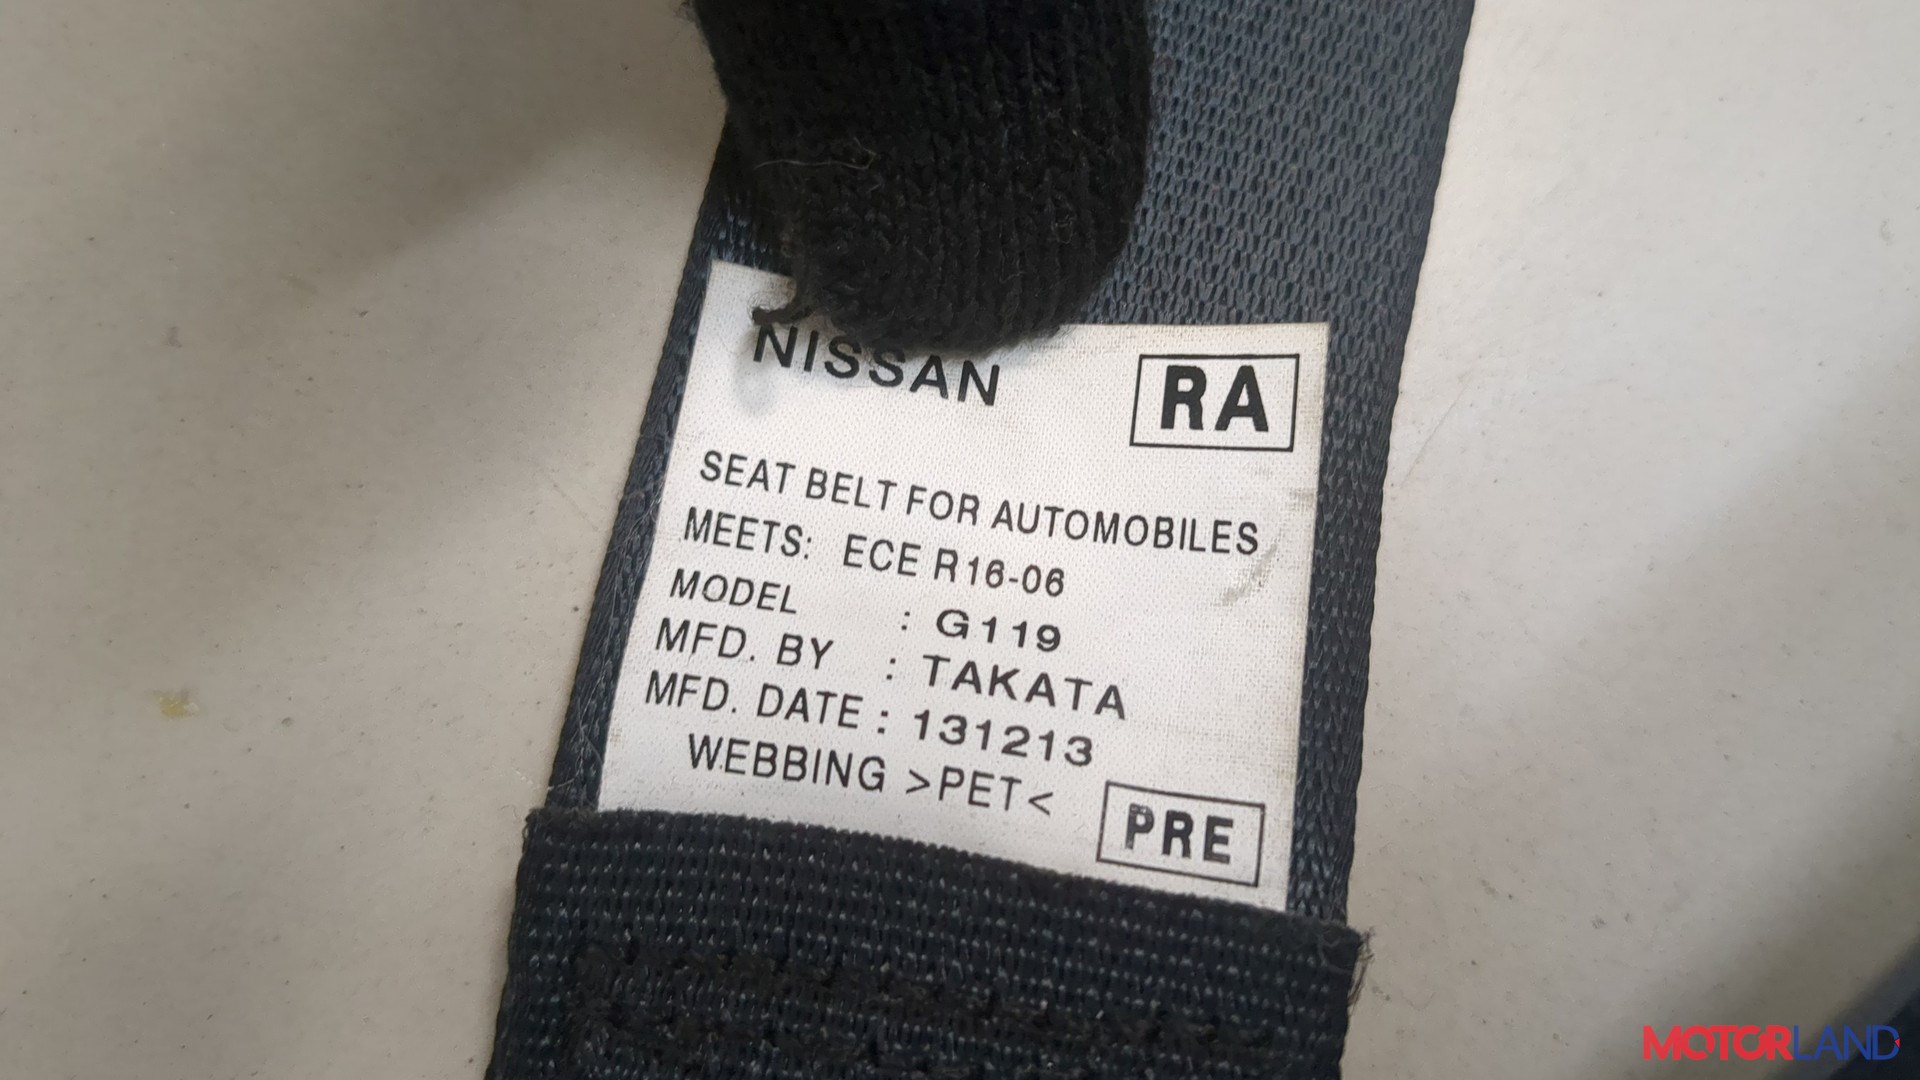 NISSAN
RA
SEAT BELT FOR AUTOMOBILES
MEETS: ECE R16-06
MODEL : G119
MFD. BY : TAKATA
MFD. DATE : 131213
WEBBING >PET<
PRE
MOTORLAND